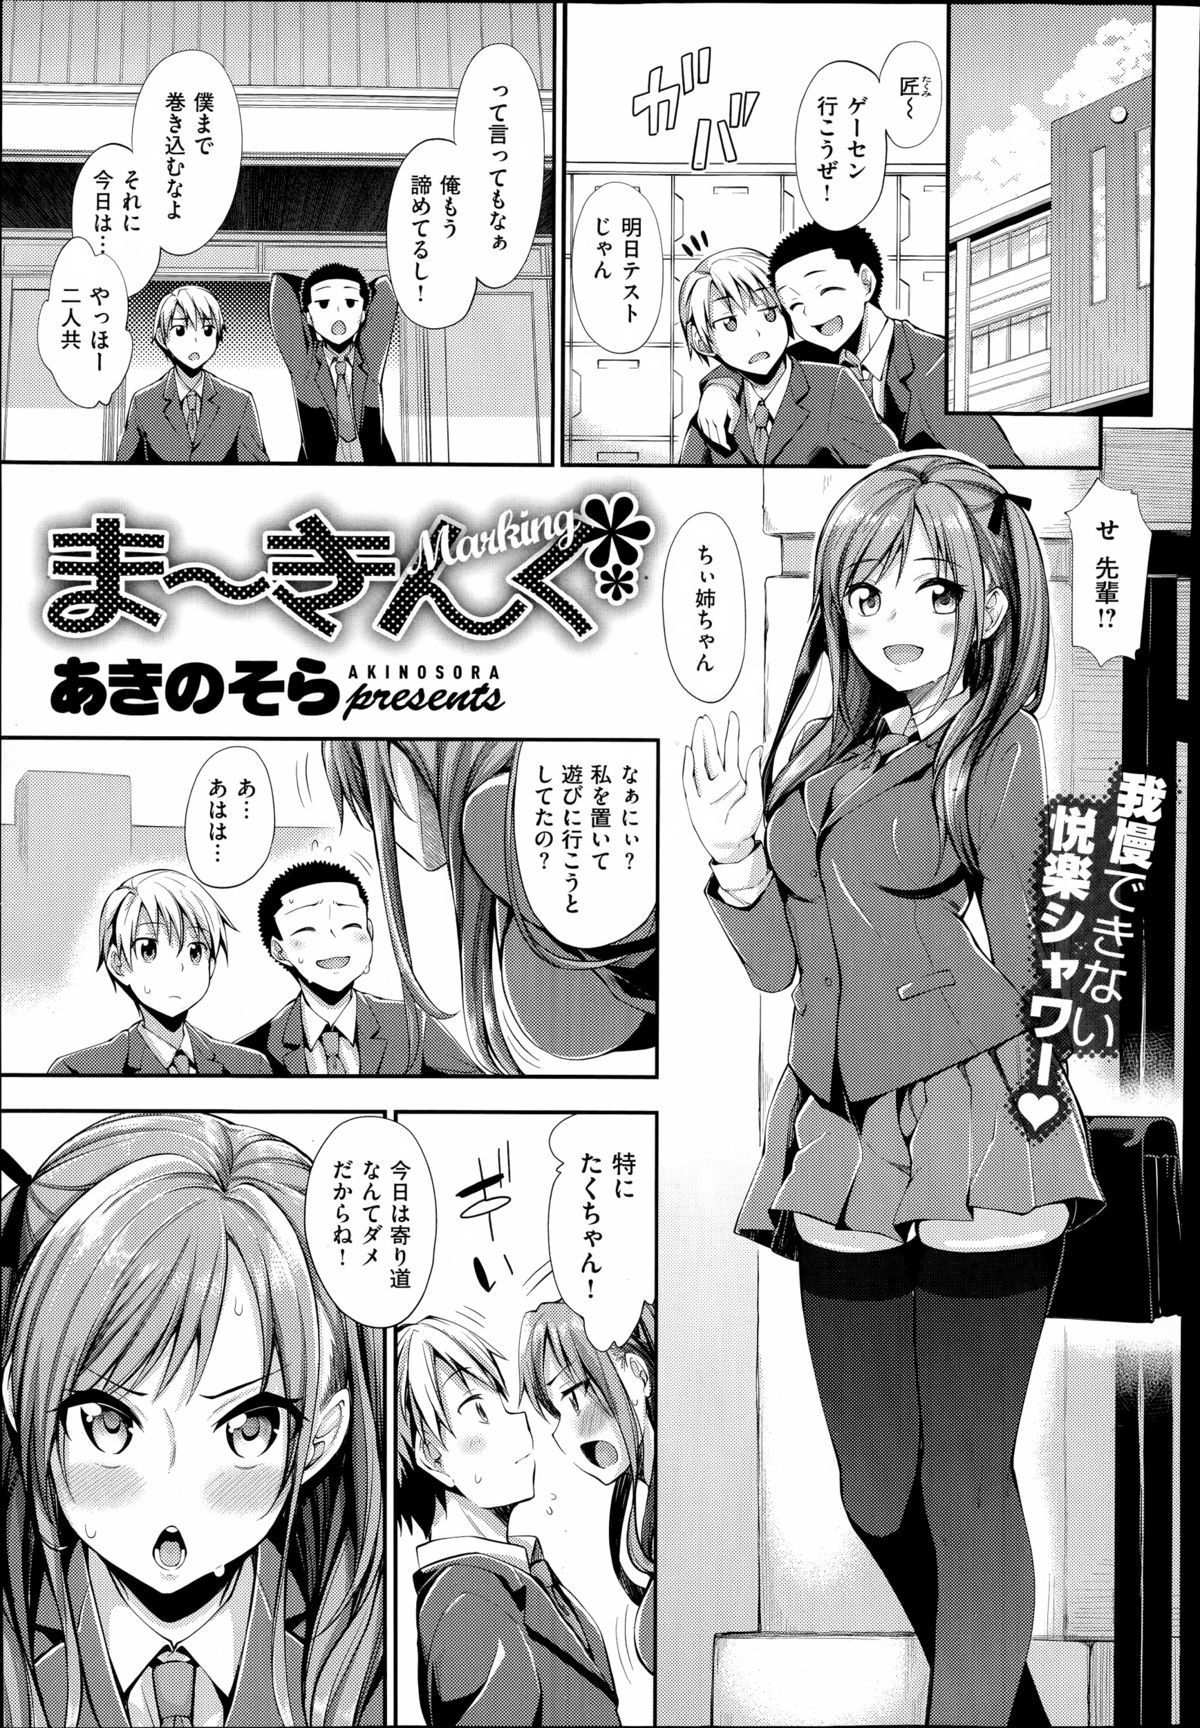 匠〜
たくみ
ゲーセン
行こうぜ!
ガバ
明日テスト
じゃん
って言ってもなぁ
俺もう
諦めてるし!
僕まで
巻き込むなよ
それに
今日は…
やっほー
二人共
せ 先輩!?
ちぃ姉ちゃん
ま〜きんぐ
Marking
あきのそら
AKINOSORA
presents
我慢できない
悦楽シャワー♥
なぁにぃ?
私を置いて
遊びに行こうと
してたの?
あ…
あはは…
特に
たくちゃん!
今日は寄り道
なんてダメ
だからね!